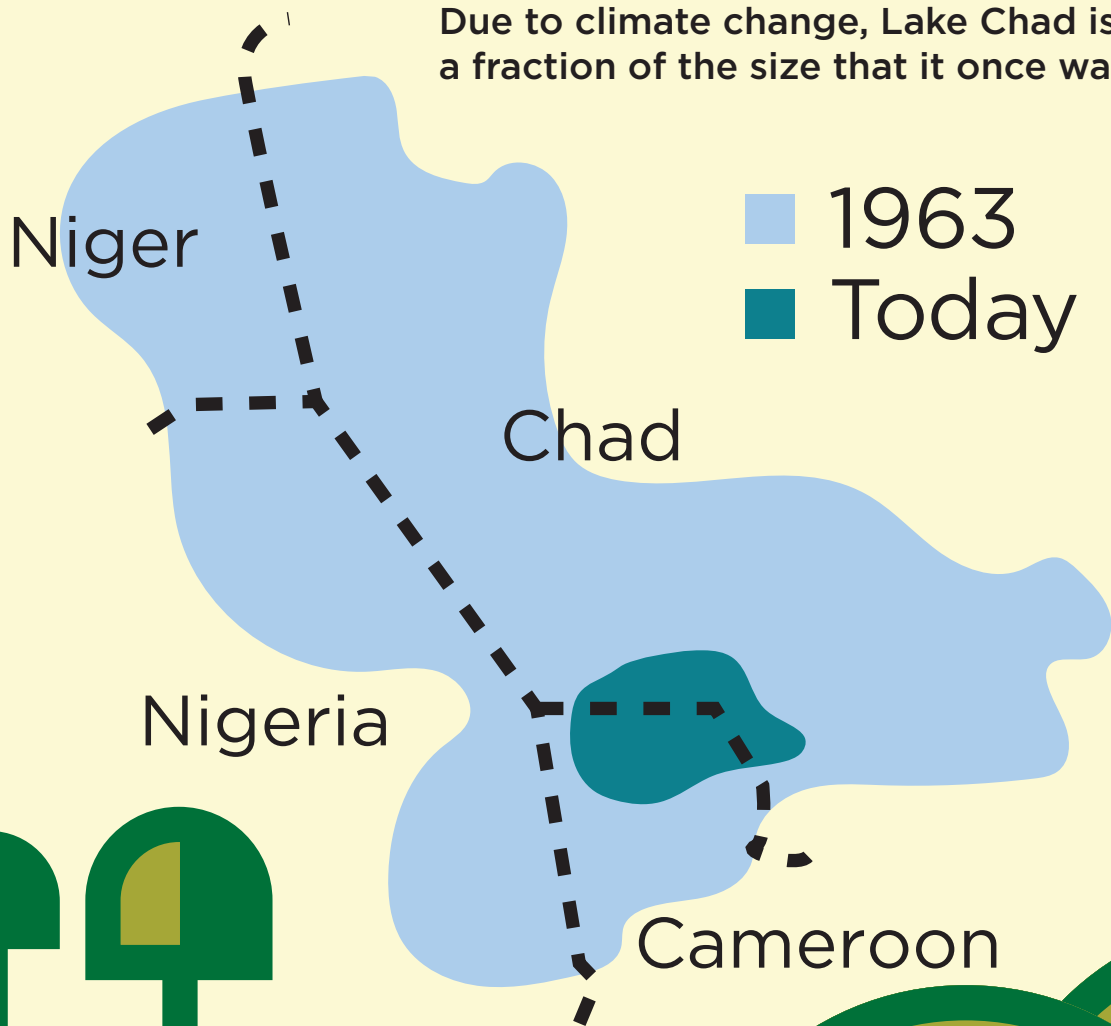 Due to climate change, Lake Chad is
a fraction of the size that it once
1963
Niger
Today
Chad
Nigeria
Cameroon